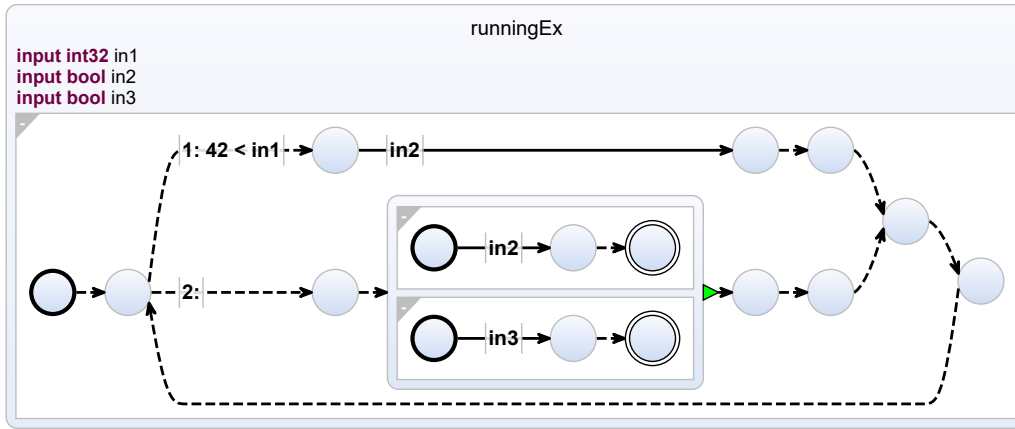 runningEx
input int32 in1
input bool in2
input bool in3
1: 42 < in1
in2
in2
2:
in3